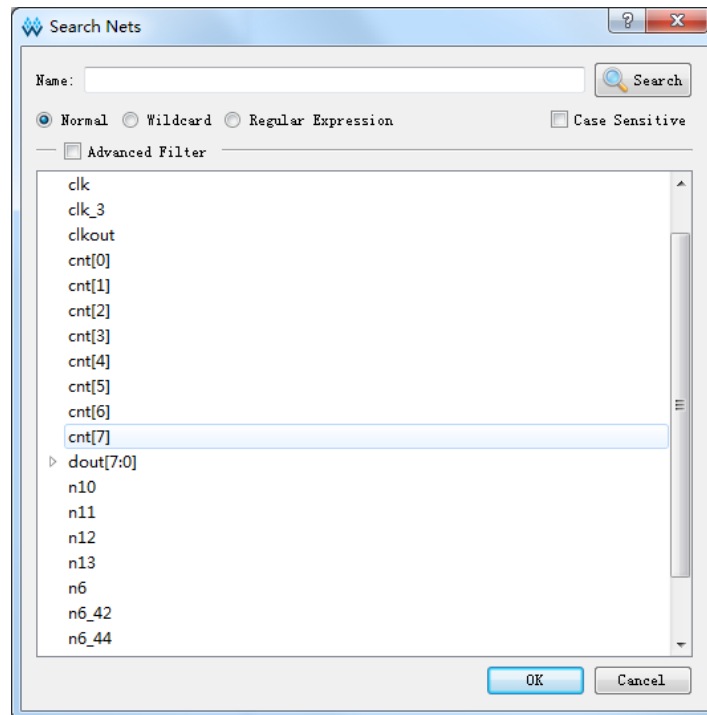 Search Nets
Name: Search
Normal Wildcard Regular Expression Case Sensitive
Advanced Filter
clk
clk_3
clkout
cnt[0]
cnt[1]
cnt[2]
cnt[3]
cnt[4]
cnt[5]
cnt[6]
cnt[7]
dout[7:0]
n10
n11
n12
n13
n6
n6_42
n6_44
OK Cancel